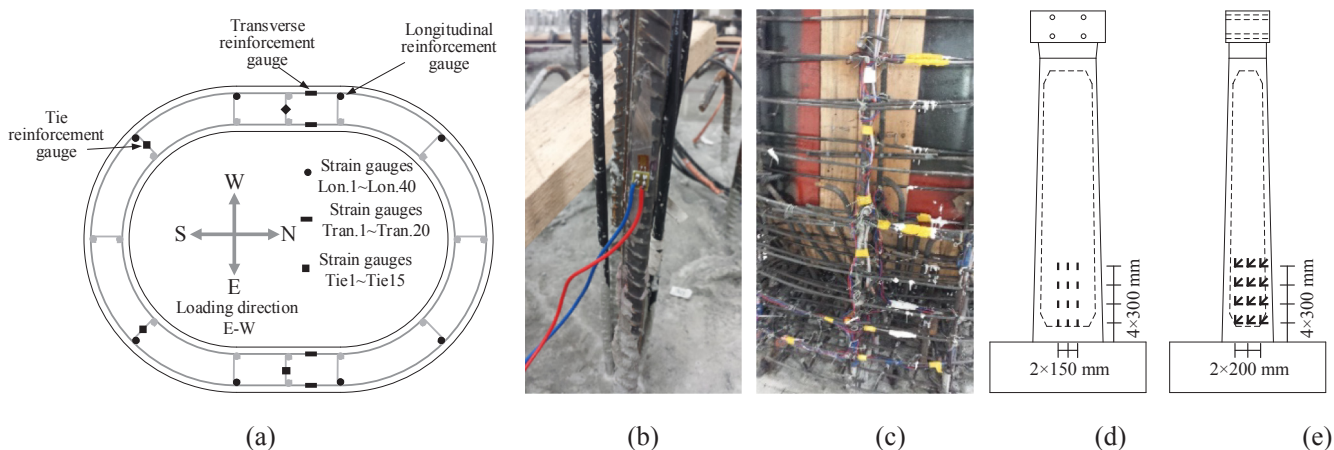 Transverse
reinforcement
gauge
Longitudinal
reinforcement
gauge
Tie
reinforcement
gauge
Strain gauges
Lon.1~Lon.40
Strain gauges
Tran.1~Tran.20
Strain gauges
Tie1~Tie15
W
S
N
E
Loading direction
E-W
4×300 mm
2×150 mm
4×300 mm
2×200 mm
(a)
(b)
(c)
(d)
(e)